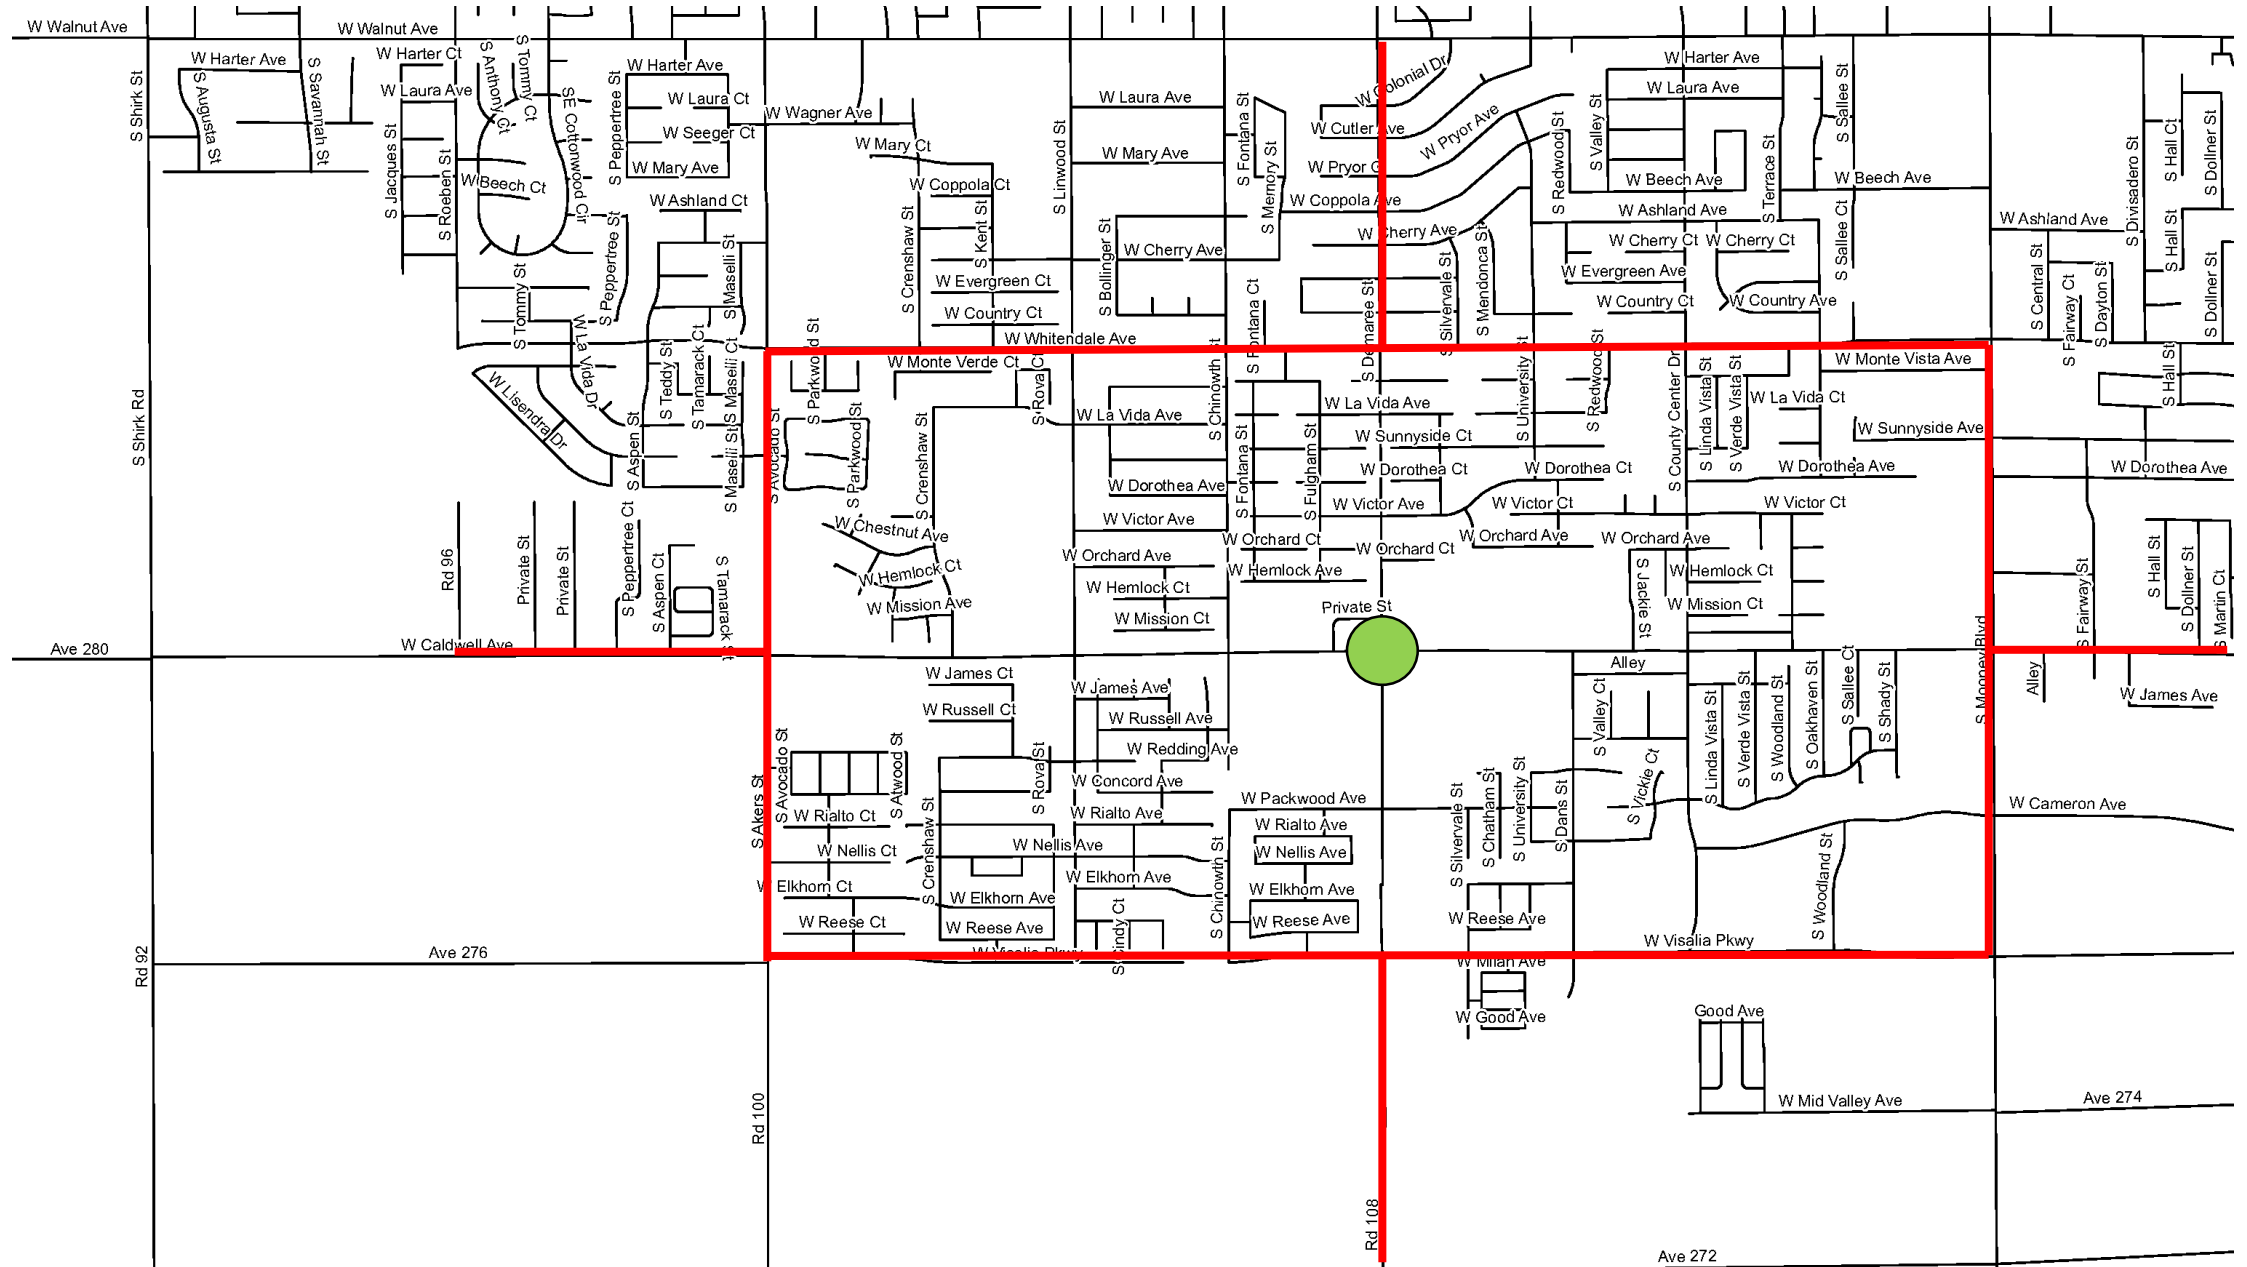 W Walnut Ave
W Walnut Ave
W Harter Ave
W Harter Ct
W Laura Ave
S Shirk St
S Augusta St
S Savannah St
S Jacques St
S Roeben St
S Anthony Ct
S Tommy Ct
SE Cottonwood Cir
W Beech Ct
S Peppertree St
W Harter Ave
W Laura Ct
W Seeger Ct
W Mary Ave
W Ashland Ct
W Wagner Ave
W Mary Ct
W Coppola Ct
S Kent St
S Crenshaw St
W Evergreen Ct
W Country Ct
W Whitendale Ave
S Linwood St
W Laura Ave
W Mary Ave
S Fontana St
S Memory St
S Bollinger St
W Cherry Ave
S Fontana Ct
W Colonial Dr
W Cutler Ave
W Pryor Ave
W Coppola Ave
W Cherry Ave
S Demaree St
S Silvervale St
S Mendonca St
S University St
S Redwood St
S Valley St
W Harter Ave
W Laura Ave
W Beech Ave
W Ashland Ave
W Cherry Ct
W Cherry Ct
W Evergreen Ave
W Country Ct
W Country Ave
S Terrace St
S Sallee St
S Sallee Ct
S Sallee St
W Beech Ave
W Ashland Ave
S Divisadero St
S Hall Ct
S Dollner St
S Hall St
S Dollner St
S Central St
S Fairway Ct
S Dayton St
S Fairway St
S Hall St
S Tommy St
S Peppertree St
S Maselli St
W La Vida Dr
W Lisendra Dr
S Teddy St
S Tamarack Ct
S Maselli Ct
S Maselli St
S Aspen St
S Avocado St
S Parkwood St
S Parkwood St
W Monte Verde Ct
S Rova Ct
S Crenshaw St
W Chestnut Ave
W Hemlock Ct
W Mission Ave
W La Vida Ave
W Dorothea Ave
W Victor Ave
W Orchard Ave
W Hemlock Ct
W Mission Ct
S Chinowth St
S Fontana St
S Fulgham St
W La Vida Ave
W Sunnyside Ct
W Dorothea Ct
W Victor Ave
W Orchard Ct
W Orchard Ct
W Hemlock Ave
Private St
W Dorothea Ct
W Victor Ct
W Orchard Ave
S Redwood St
S County Center Dr
S Linda Vista St
S Verde Vista St
W Monte Vista Ave
W La Vida Ct
W Sunnyside Ave
W Dorothea Ave
W Dorothea Ave
W Victor Ct
W Orchard Ave
W Hemlock Ct
W Mission Ct
S Jackie St
S Mooney Blvd
S Fairway St
S Hall St
S Dollner St
S Martin Ct
S Shirk Rd
Rd 96
Private St
Private St
S Peppertree Ct
S Aspen Ct
S Tamarack St
Ave 280
W Caldwell Ave
W James Ct
W Russell Ct
W James Ave
W Russell Ave
W Redding Ave
W Concord Ave
W Rialto Ave
S Akers St
S Avocado St
S Atwood St
S Rova St
S Crenshaw St
W Rialto Ct
W Nellis Ct
W Elkhorn Ct
W Reese Ct
W Nellis Ave
W Elkhorn Ave
W Elkhorn Ave
W Reese Ave
W Visalia Pkwy
S Cindy Ct
S Chinowth St
W Packwood Ave
W Rialto Ave
W Nellis Ave
W Elkhorn Ave
W Reese Ave
S Silvervale St
S Chatham St
S University St
S Dans St
S Vickie Ct
S Valley Ct
Alley
S Linda Vista St
S Verde Vista St
S Woodland St
S Oakhaven St
S Sallee Ct
S Shady St
Alley
W James Ave
W Cameron Ave
S Woodland St
W Reese Ave
W Visalia Pkwy
W Milan Ave
W Good Ave
Good Ave
W Mid Valley Ave
Ave 274
Ave 272
Ave 276
Rd 92
Rd 100
Rd 108